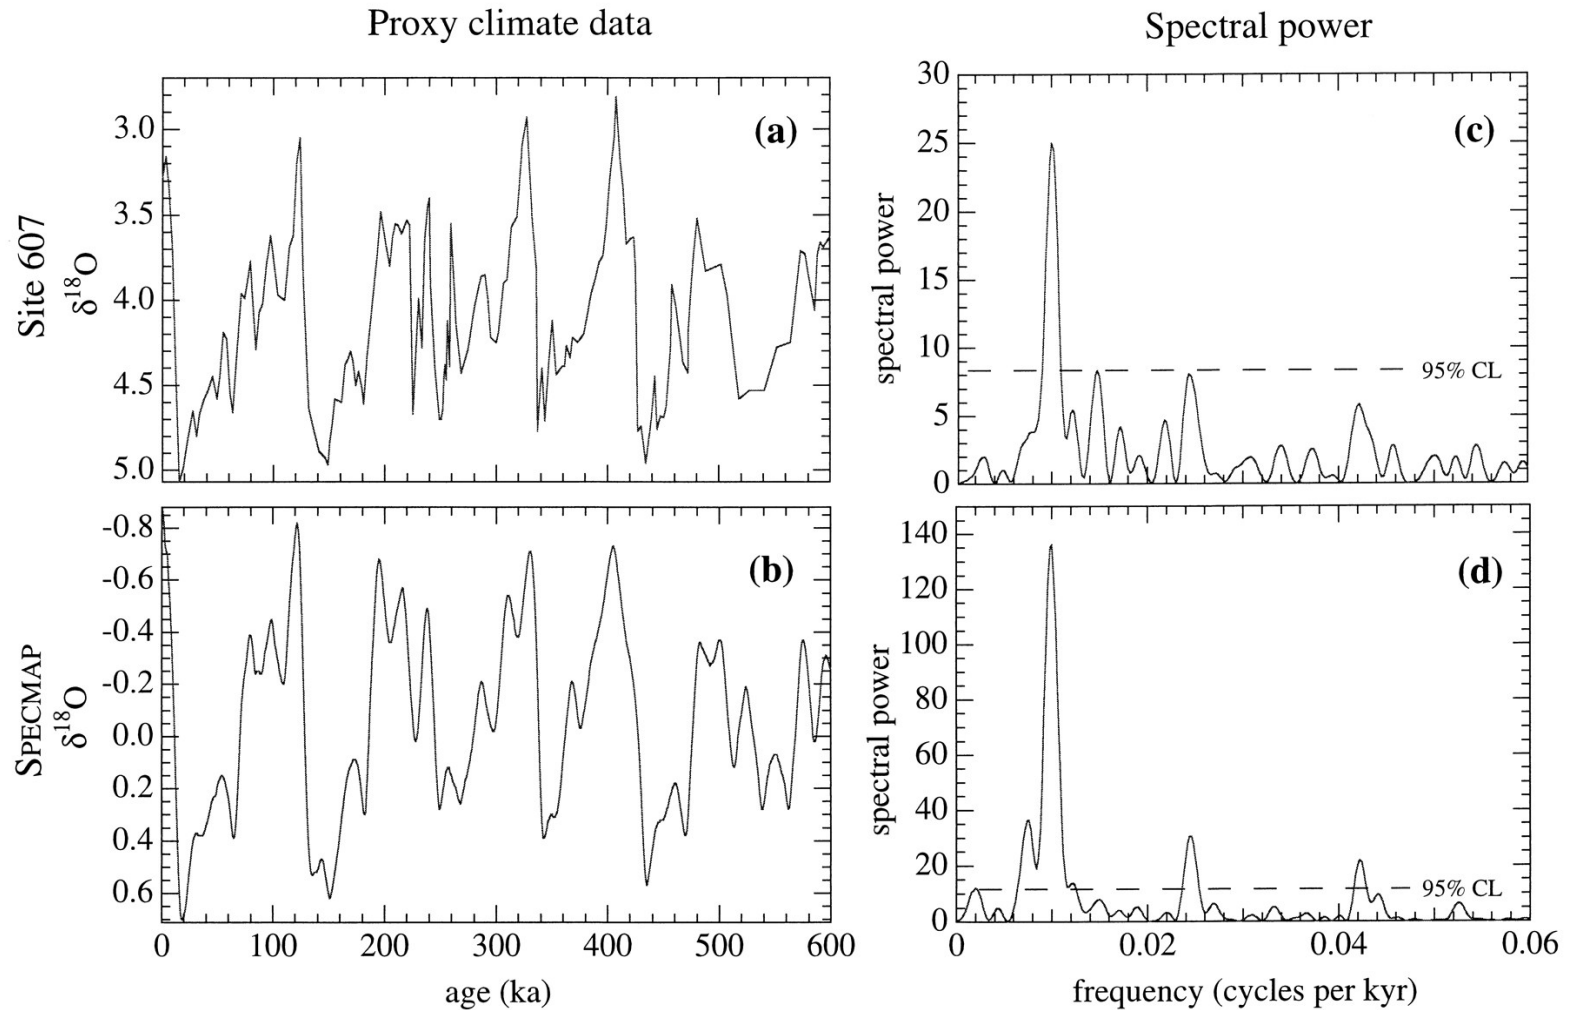 Proxy climate data
Spectral power
Site 607
δ¹⁸O
3.0
3.5
4.0
4.5
5.0
(a)
spectral power
30
25
20
15
10
5
0
(c)
95% CL
SPECMAP
δ¹⁸O
-0.8
-0.6
-0.4
-0.2
0.0
0.2
0.4
0.6
(b)
0 100 200 300 400 500 600
age (ka)
spectral power
140
120
100
80
60
40
20
0
(d)
95% CL
0 0.02 0.04 0.06
frequency (cycles per kyr)